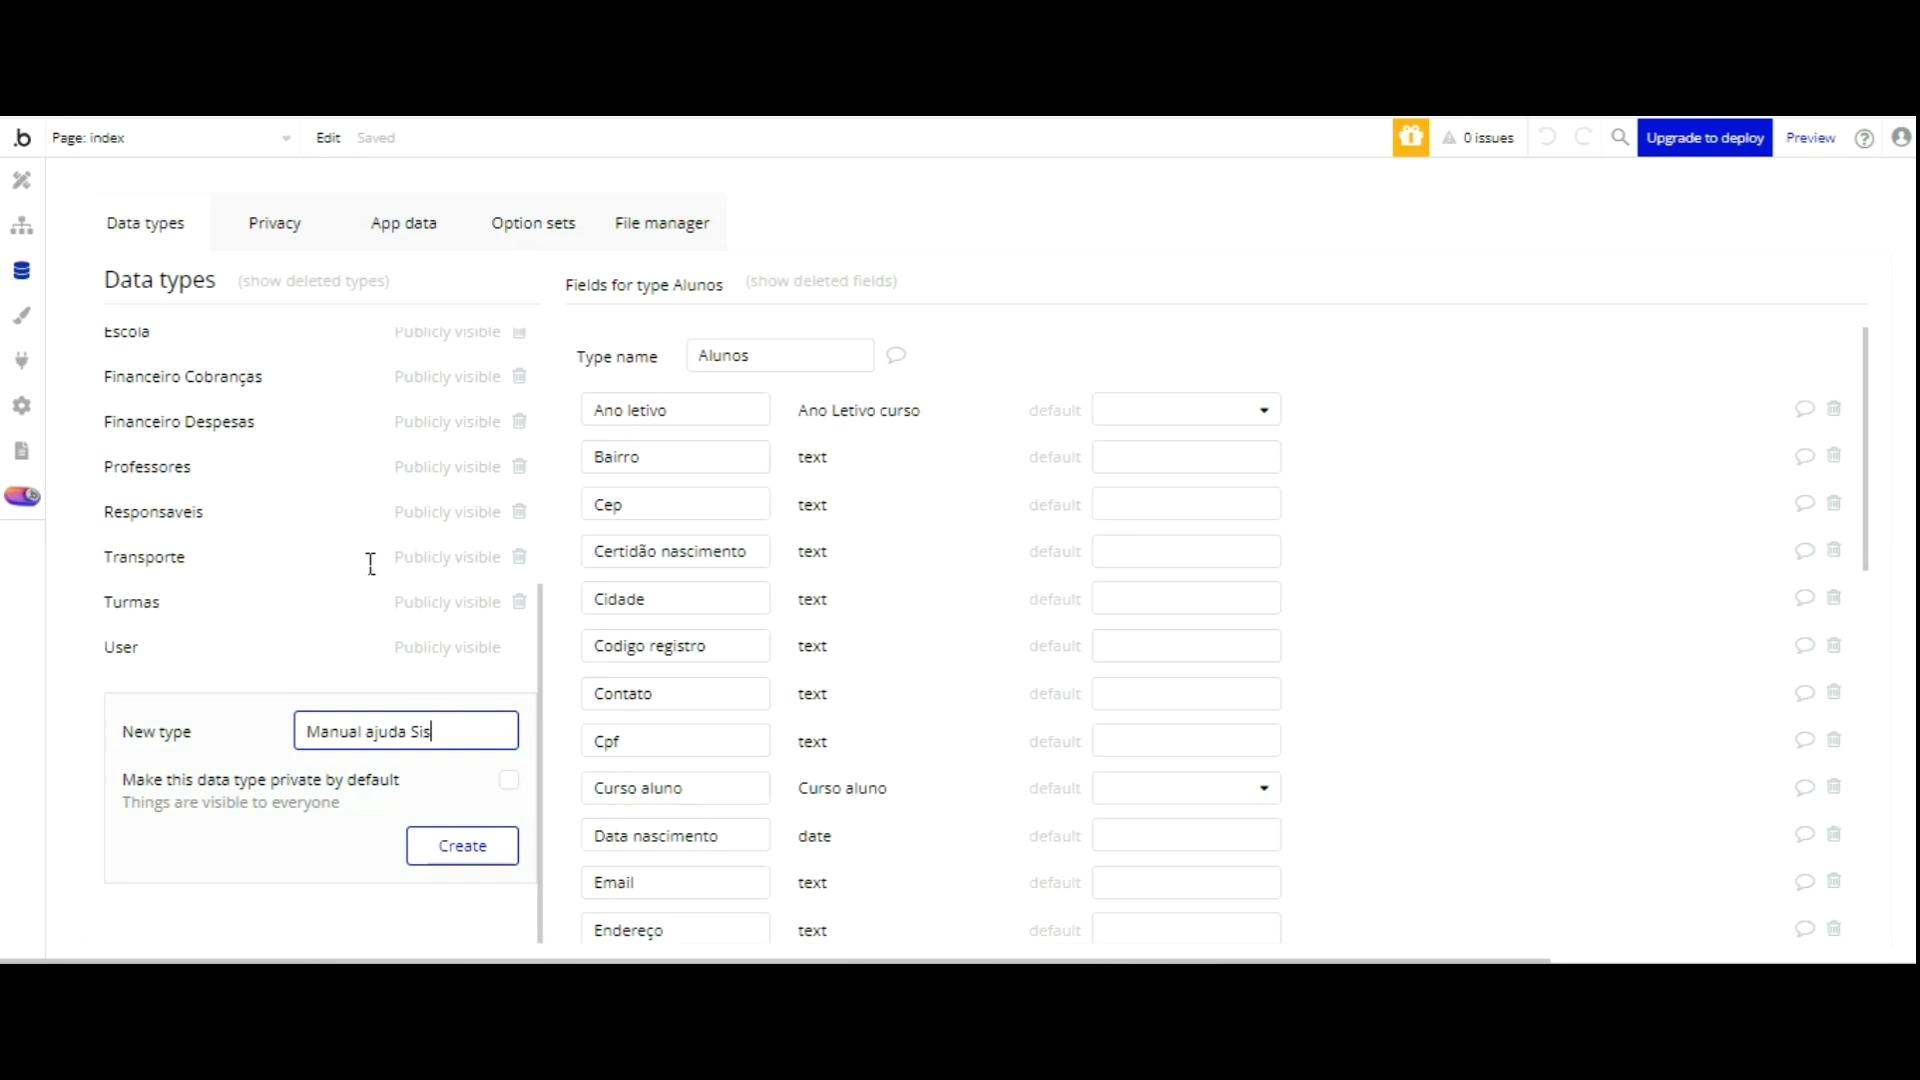 .b Page: index Edit Saved 0 issues Upgrade to deploy Preview
Data types Privacy App data Option sets File manager
Data types (show deleted types)
Escola Publicly visible
Financeiro Cobranças Publicly visible
Financeiro Despesas Publicly visible
Professores Publicly visible
Responsaveis Publicly visible
Transporte Publicly visible
Turmas Publicly visible
User Publicly visible
New type Manual ajuda Sis
Make this data type private by default
Things are visible to everyone
Create
Fields for type Alunos (show deleted fields)
Type name Alunos
Ano letivo Ano Letivo curso default
Bairro text default
Cep text default
Certidão nascimento text default
Cidade text default
Codigo registro text default
Contato text default
Cpf text default
Curso aluno Curso aluno default
Data nascimento date default
Email text default
Endereço text default